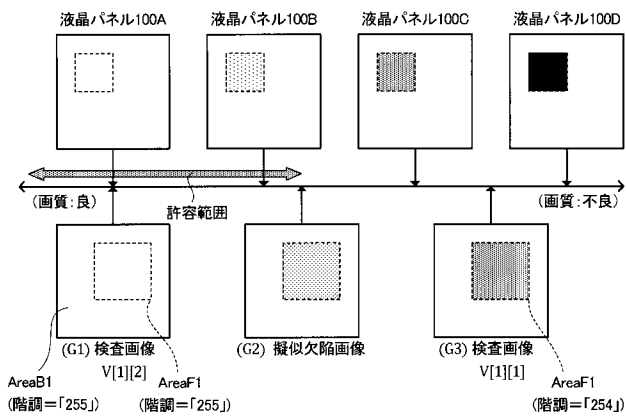 液晶パネル100A
液晶パネル100B
液晶パネル100C
液晶パネル100D
(画質:良)
許容範囲
(画質:不良)
(G1) 検査画像
V[1][2]
(G2) 擬似欠陥画像
(G3) 検査画像
V[1][1]
AreaB1
(階調=「255」)
AreaF1
(階調=「255」)
AreaF1
(階調=「254」)